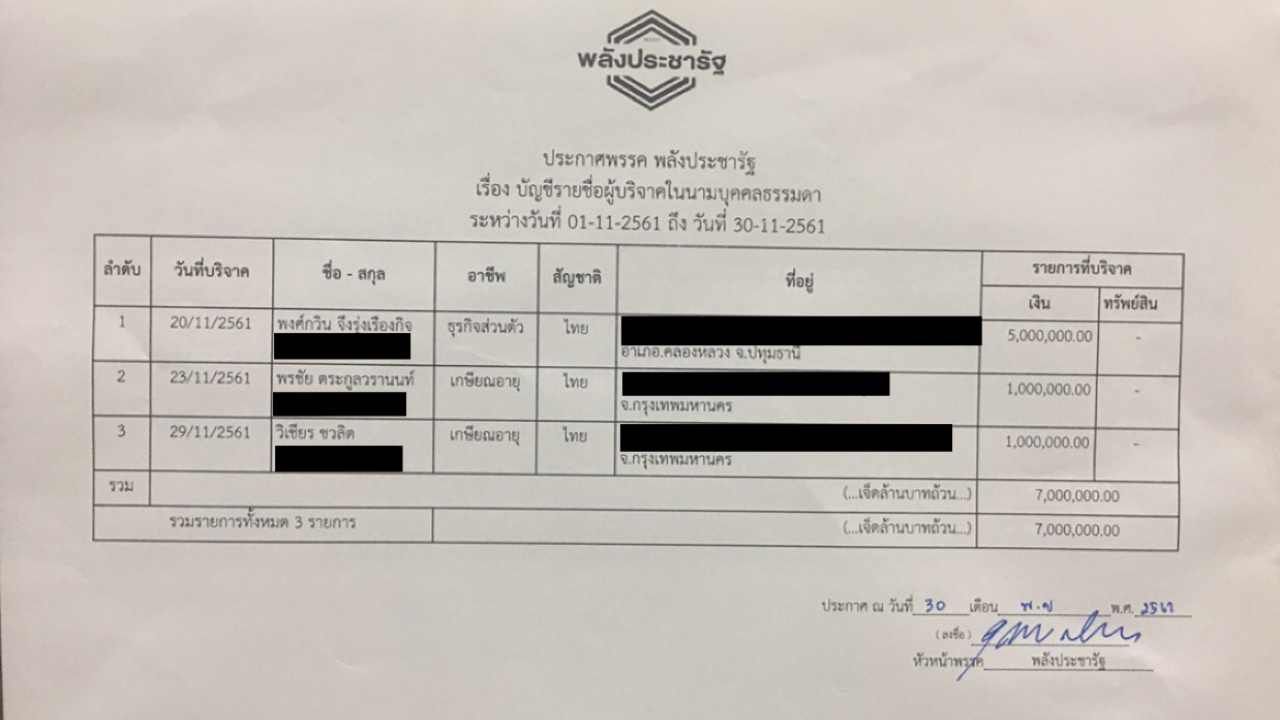 พลังประชารัฐ
ประกาศพรรค พลังประชารัฐ
เรื่อง บัญชีรายชื่อผู้บริจาคในนามบุคคลธรรมดา
ระหว่างวันที่ 01-11-2561 ถึง วันที่ 30-11-2561
ลำดับ วันที่บริจาค ชื่อ - สกุล อาชีพ สัญชาติ ที่อยู่ รายการที่บริจาค
เงิน ทรัพย์สิน
1 20/11/2561 พงศ์กวิน จึงรุ่งเรืองกิจ ธุรกิจส่วนตัว ไทย 5,000,000.00 -
อำเภอ.คลองหลวง จ.ปทุมธานี
2 23/11/2561 พรชัย ตระกูลวรานนท์ เกษียณอายุ ไทย 1,000,000.00 -
จ.กรุงเทพมหานคร
3 29/11/2561 วิเชียร ชวลิต เกษียณอายุ ไทย 1,000,000.00 -
จ.กรุงเทพมหานคร
รวม (...เจ็ดล้านบาทถ้วน...) 7,000,000.00
รวมรายการทั้งหมด 3 รายการ (...เจ็ดล้านบาทถ้วน...) 7,000,000.00
ประกาศ ณ วันที่ 30 เดือน พ.ย พ.ศ. 2561
(ลงชื่อ)
หัวหน้าพรรค พลังประชารัฐ